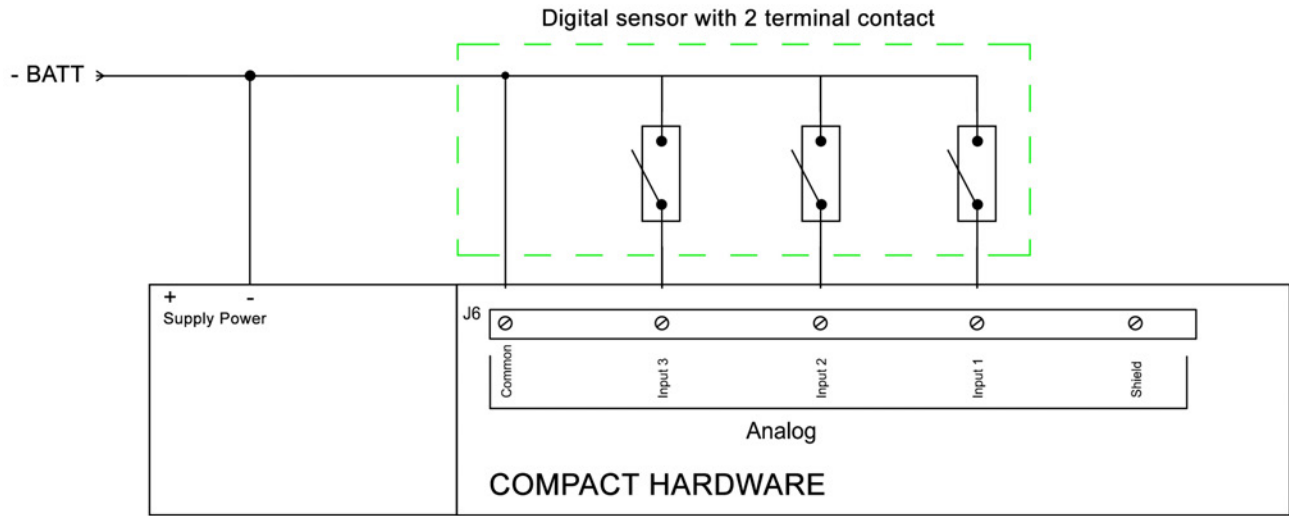 Digital sensor with 2 terminal contact
- BATT
+ -
Supply Power
J6
Common
Input 3
Input 2
Input 1
Shield
Analog
COMPACT HARDWARE